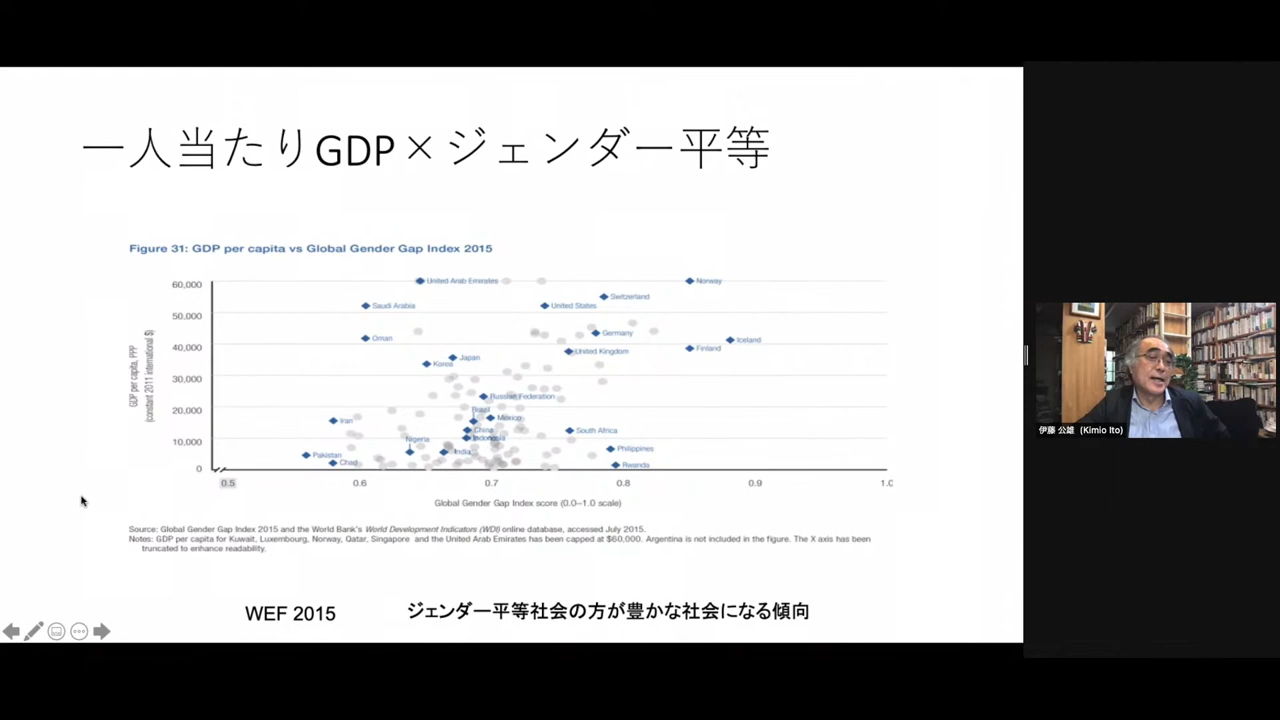 一人当たりGDP×ジェンダー平等
Figure 31: GDP per capita vs Global Gender Gap Index 2015
GDP per capita, PPP
(constant 2011 international $)
60,000
50,000
40,000
30,000
20,000
10,000
0
United Arab Emirates
Norway
Switzerland
Saudi Arabia
United States
Germany
Oman
Iceland
Finland
United Kingdom
Japan
Korea
Russian Federation
Brazil
Mexico
Iran
China
South Africa
Indonesia
Nigeria
India
Philippines
Pakistan
Chad
Rwanda
0.5
0.6
0.7
0.8
0.9
1.0
Global Gender Gap Index score (0.0–1.0 scale)
Source: Global Gender Gap Index 2015 and the World Bank's World Development Indicators (WDI) online database, accessed July 2015.
Notes: GDP per capita for Kuwait, Luxembourg, Norway, Qatar, Singapore and the United Arab Emirates has been capped at $60,000. Argentina is not included in the figure. The X axis has been
truncated to enhance readability.
WEF 2015
ジェンダー平等社会の方が豊かな社会になる傾向
伊藤 公雄 (Kimio Ito)